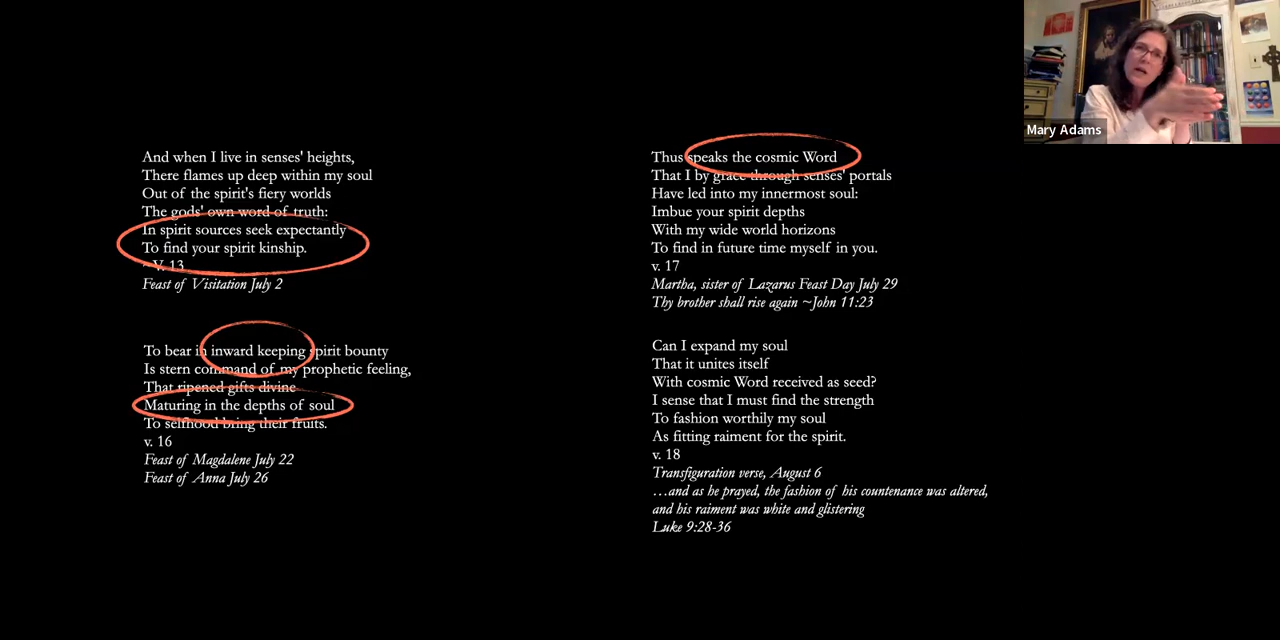 And when I live in senses' heights,
There flames up deep within my soul
Out of the spirit's fiery worlds
The gods' own word of truth:
In spirit sources seek expectantly
To find your spirit kinship.
~V. 13
Feast of Visitation July 2
To bear in inward keeping spirit bounty
Is stern command of my prophetic feeling,
That ripened gifts divine
Maturing in the depths of soul
To selfhood bring their fruits.
v. 16
Feast of Magdalene July 22
Feast of Anna July 26
Thus speaks the cosmic Word
That I by grace through senses' portals
Have led into my innermost soul:
Imbue your spirit depths
With my wide world horizons
To find in future time myself in you.
v. 17
Martha, sister of Lazarus Feast Day July 29
Thy brother shall rise again ~John 11:23
Can I expand my soul
That it unites itself
With cosmic Word received as seed?
I sense that I must find the strength
To fashion worthily my soul
As fitting raiment for the spirit.
v. 18
Transfiguration verse, August 6
…and as he prayed, the fashion of his countenance was altered,
and his raiment was white and glistering
Luke 9:28-36
Mary Adams